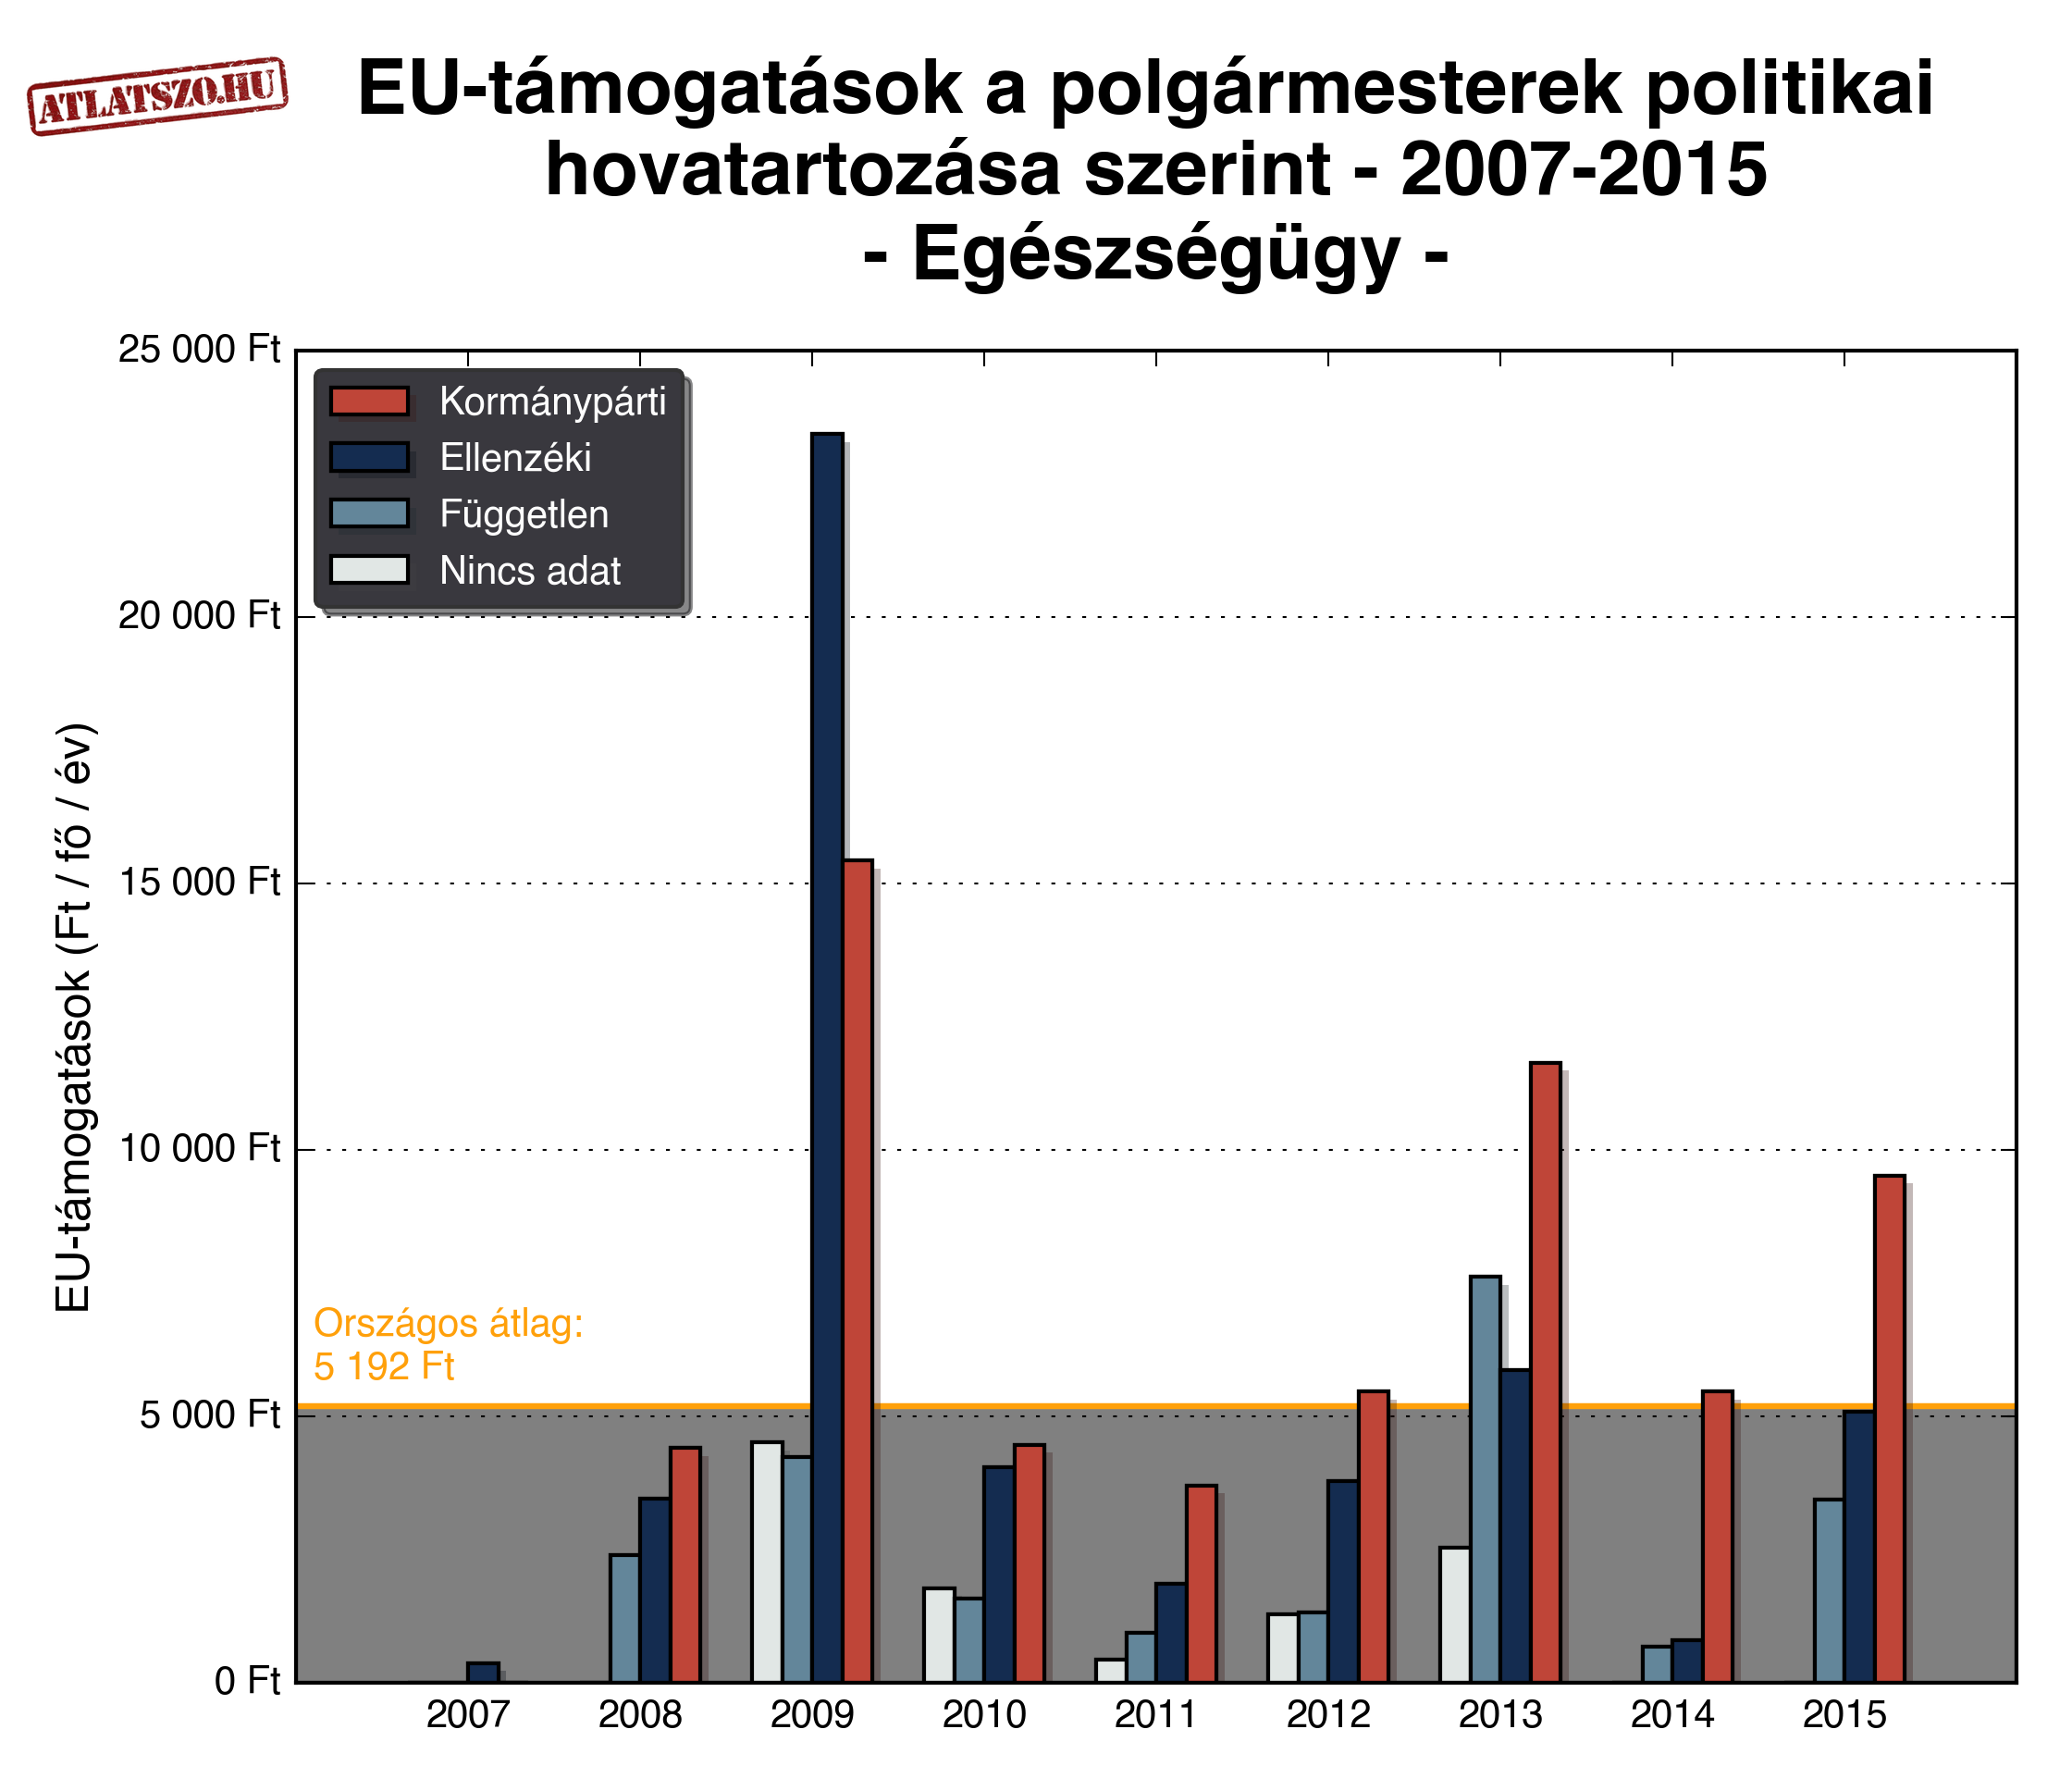 ATLATSZO.HU
EU-támogatások a polgármesterek politikai
hovatartozása szerint - 2007-2015
- Egészségügy -
25 000 Ft
20 000 Ft
15 000 Ft
10 000 Ft
5 000 Ft
0 Ft
EU-támogatások (Ft / fő / év)
Kormánypárti
Ellenzéki
Független
Nincs adat
Országos átlag:
5 192 Ft
2007 2008 2009 2010 2011 2012 2013 2014 2015